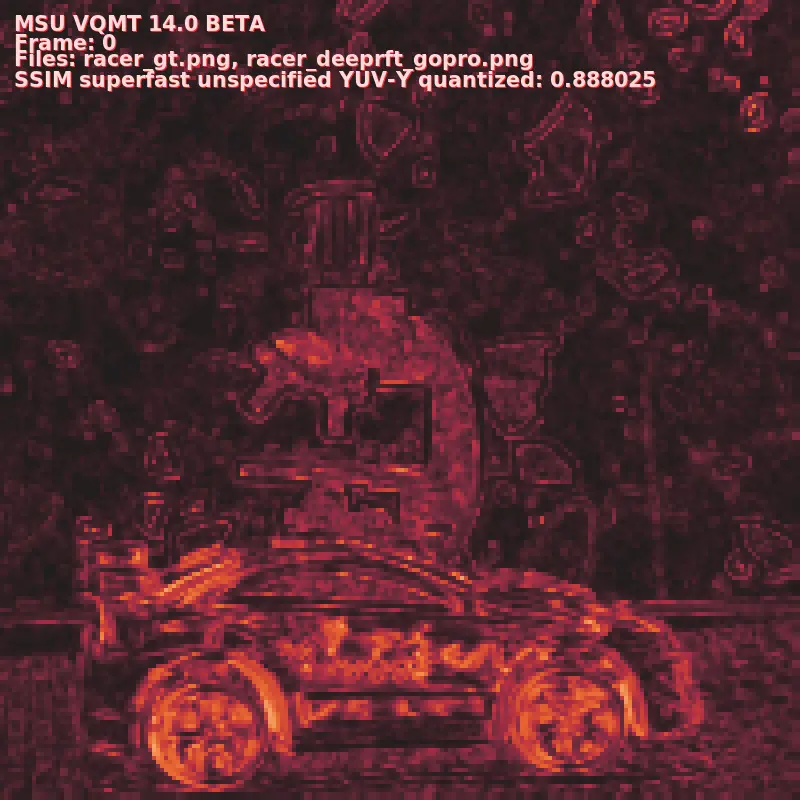 MSU VQMT 14.0 BETA
Frame: 0
Files: racer_gt.png, racer_deeprft_gopro.png
SSIM superfast unspecified YUV-Y quantized: 0.888025